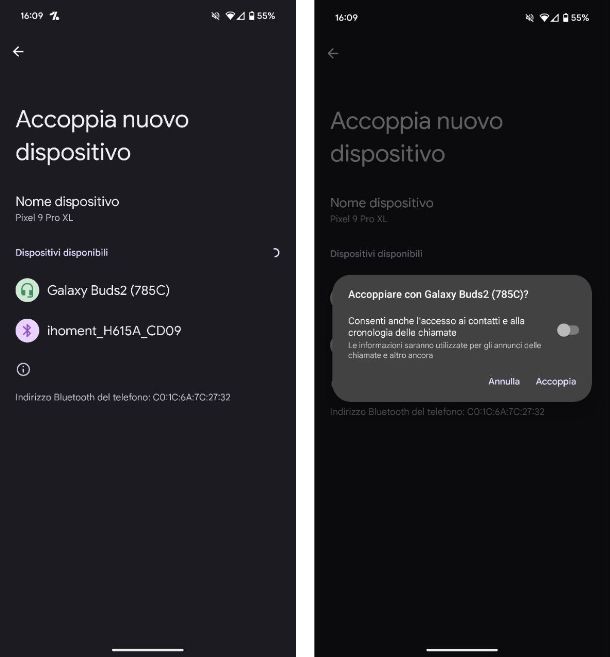 16:09
55%
Accoppia nuovo
dispositivo
Nome dispositivo
Pixel 9 Pro XL
Dispositivi disponibili
Galaxy Buds2 (785C)
ihoment_H615A_CD09
Indirizzo Bluetooth del telefono: C0:1C:6A:7C:27:32
16:09
55%
Accoppia nuovo
dispositivo
Nome dispositivo
Pixel 9 Pro XL
Dispositivi disponibili
Accoppiare con Galaxy Buds2 (785C)?
Consenti anche l'accesso ai contatti e alla
cronologia delle chiamate
Le informazioni saranno utilizzate per gli annunci delle
chiamate e altro ancora
Annulla Accoppia
Indirizzo Bluetooth del telefono: C0:1C:6A:7C:27:32